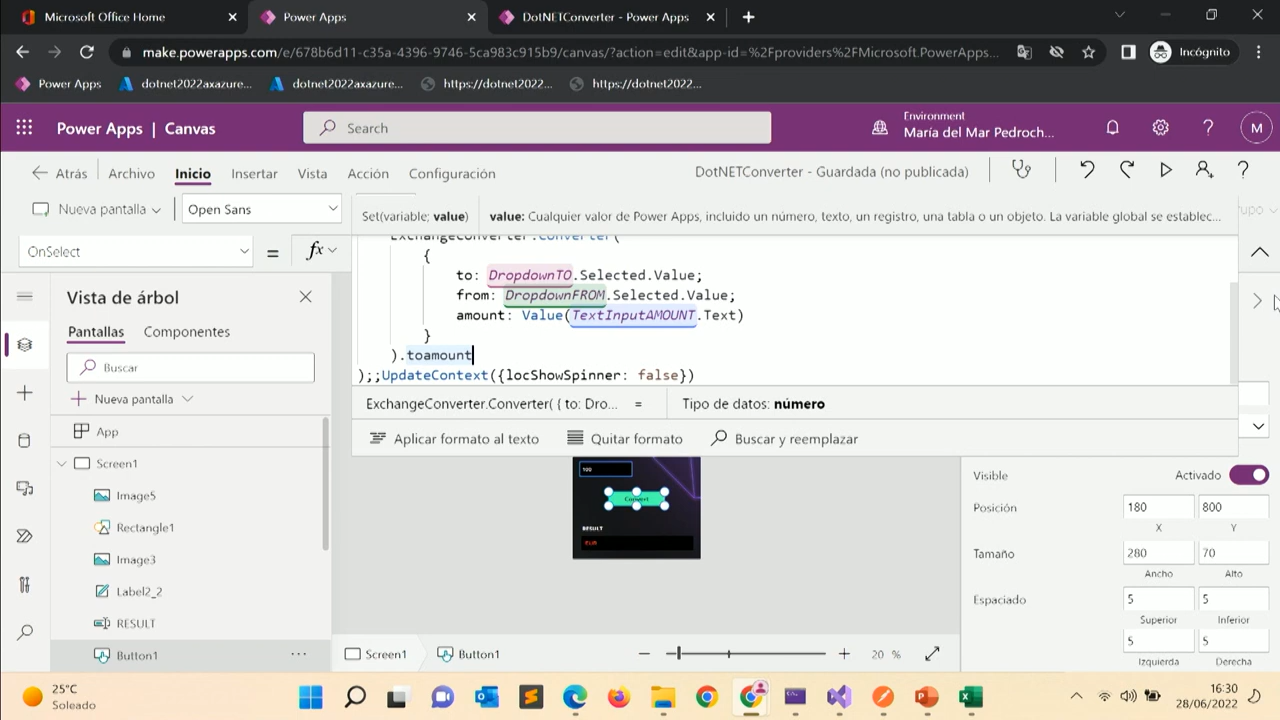 Microsoft Office Home
Power Apps
DotNETConverter - Power Apps
make.powerapps.com/e/678b6d11-c35a-4396-9746-5ca983c915b9/canvas/?action=edit&app-id=%2Fproviders%2FMicrosoft.PowerApps...
Incógnito
Power Apps
dotnet2022axazure...
dotnet2022axazure...
https://dotnet2022...
https://dotnet2022...
Power Apps | Canvas
Search
Environment
María del Mar Pedroch...
M
Atrás
Archivo
Inicio
Insertar
Vista
Acción
Configuración
DotNETConverter - Guardada (no publicada)
Nueva pantalla
Open Sans
Set(variable; valor)
value: Cualquier valor de Power Apps, incluido un número, texto, un registro, una tabla o un objeto. La variable global se establec...
OnSelect
=
fx
ExchangeConverter.Converter(
{
to: DropdownTO.Selected.Value;
from: DropdownFROM.Selected.Value;
amount: Value(TextInputAMOUNT.Text)
}
).toamount
);;UpdateContext({locShowSpinner: false})
ExchangeConverter.Converter( { to: Dro... =
Tipo de datos: número
Aplicar formato al texto
Quitar formato
Buscar y reemplazar
Vista de árbol
Pantallas
Componentes
Buscar
Nueva pantalla
App
Screen1
Image5
Rectangle1
Image3
Label2_2
RESULT
Button1
100
Convert
RESULT
EUR
Screen1
Button1
20 %
Visible
Activado
Posición
180
800
X
Y
Tamaño
280
70
Ancho
Alto
Espaciado
5
5
Superior
Inferior
5
5
Izquierda
Derecha
25°C
Soleado
16:30
28/06/2022